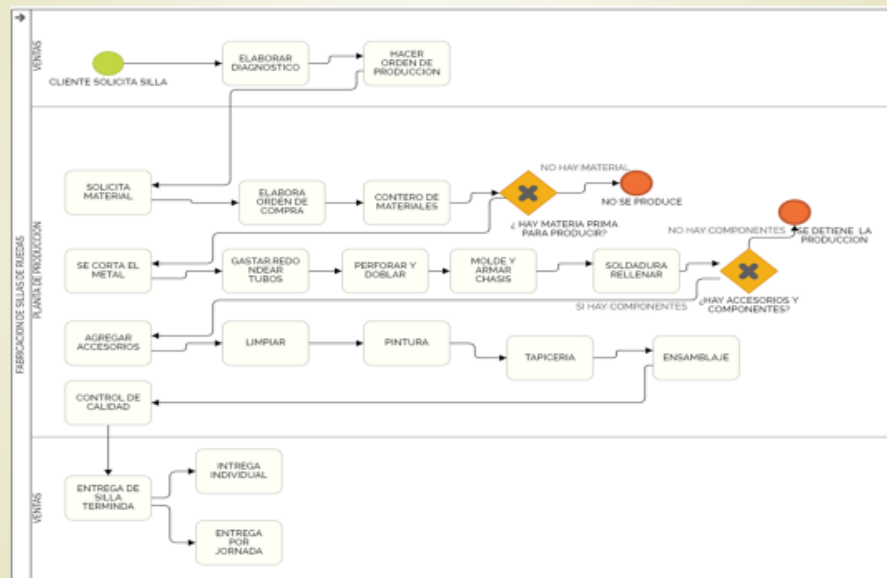 FABRICACION DE SILLAS DE RUEDAS
VENTAS
CLIENTE SOLICITA SILLA
ELABORAR
DIAGNOSTICO
HACER
ORDEN DE
PRODUCCION
PLANTA DE PRODUCCION
SOLICITA
MATERIAL
ELABORA
ORDEN DE
COMPRA
CONTERO DE
MATERIALES
NO HAY MATERIAL
¿ HAY MATERIA PRIMA
PARA PRODUCIR?
NO SE PRODUCE
SE CORTA EL
METAL
GASTAR,REDO
NDEAR
TUBOS
PERFORAR Y
DOBLAR
MOLDE Y
ARMAR
CHASIS
SOLDADURA
RELLENAR
NO HAY COMPONENTES
SE DETIENE LA
PRODUCCION
SI HAY COMPONENTES
¿HAY ACCESORIOS Y
COMPONENTES?
AGREGAR
ACCESORIOS
LIMPIAR
PINTURA
TAPICERIA
ENSAMBLAJE
CONTROL DE
CALIDAD
VENTAS
ENTREGA DE
SILLA
TERMINDA
INTREGA
INDIVIDUAL
ENTREGA
POR
JORNADA